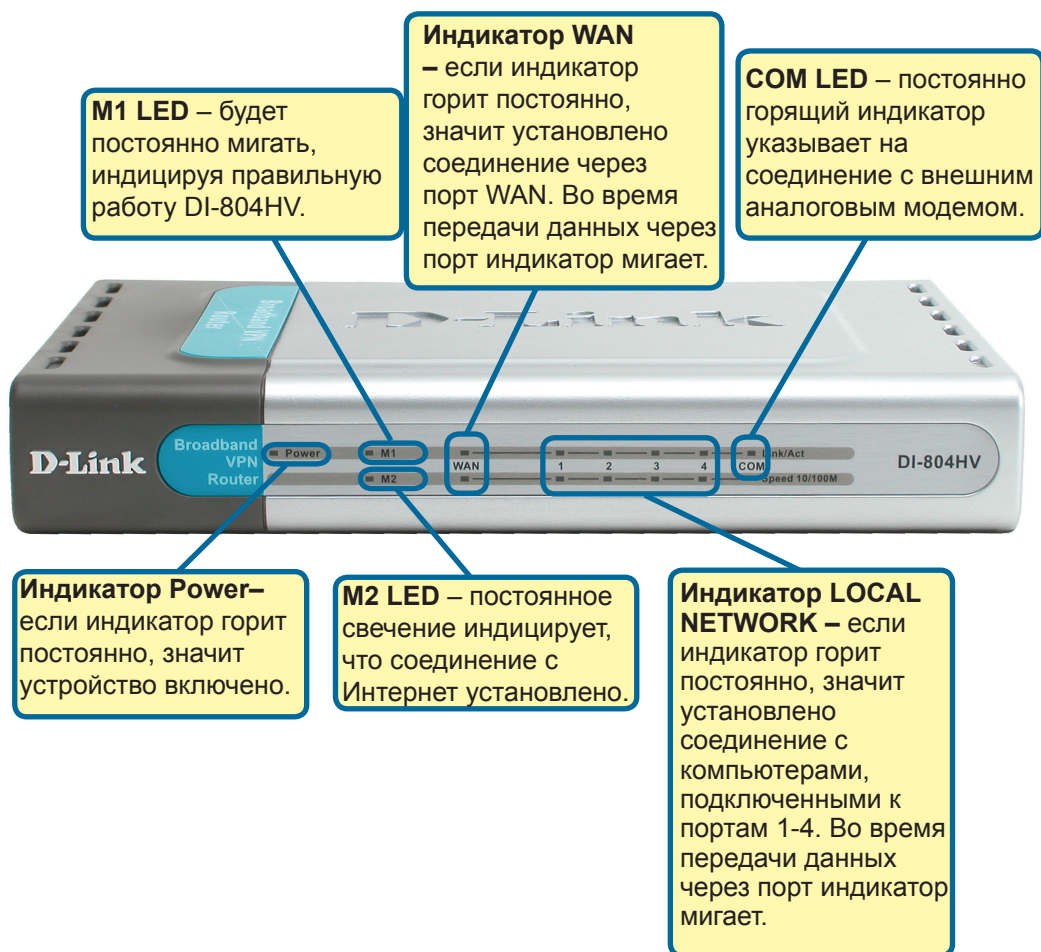 Индикатор WAN
– если индикатор
горит постоянно,
значит установлено
соединение через
порт WAN. Во время
передачи данных через
порт индикатор мигает.
COM LED – постоянно
горящий индикатор
указывает на
соединение с внешним
аналоговым модемом.
M1 LED – будет
постоянно мигать,
индицируя правильную
работу DI-804HV.
Broadband VPN
Router
D-Link
D-Link
Broadband
VPN
Router
Power
M1
M2
WAN
1 2 3 4
COM
Link/Act
Speed 10/100M
DI-804HV
Индикатор Power–
если индикатор горит
постоянно, значит
устройство включено.
M2 LED – постоянное
свечение индицирует,
что соединение с
Интернет установлено.
Индикатор LOCAL
NETWORK – если
индикатор горит
постоянно, значит
установлено
соединение с
компьютерами,
подключенными к
портам 1-4. Во время
передачи данных
через порт индикатор
мигает.